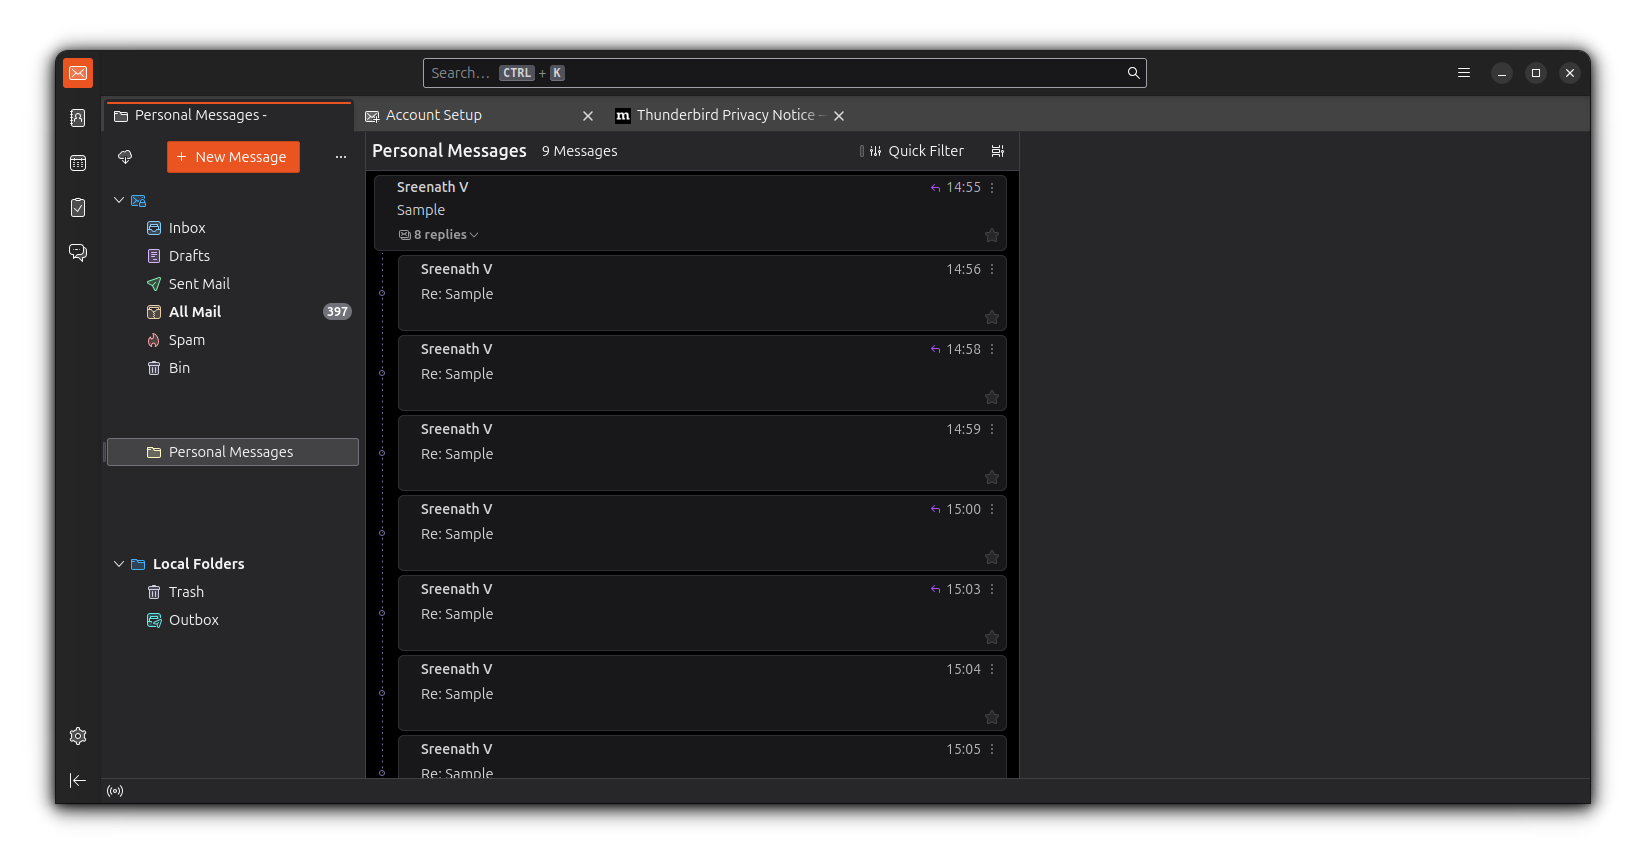 Search... CTRL + K
Personal Messages -
Account Setup
m Thunderbird Privacy Notice –
+ New Message
Inbox
Drafts
Sent Mail
All Mail 397
Spam
Bin
Personal Messages
Local Folders
Trash
Outbox
Personal Messages 9 Messages Quick Filter
Sreenath V 14:55
Sample
8 replies
Sreenath V 14:56
Re: Sample
Sreenath V 14:58
Re: Sample
Sreenath V 14:59
Re: Sample
Sreenath V 15:00
Re: Sample
Sreenath V 15:03
Re: Sample
Sreenath V 15:04
Re: Sample
Sreenath V 15:05
Re: Sample